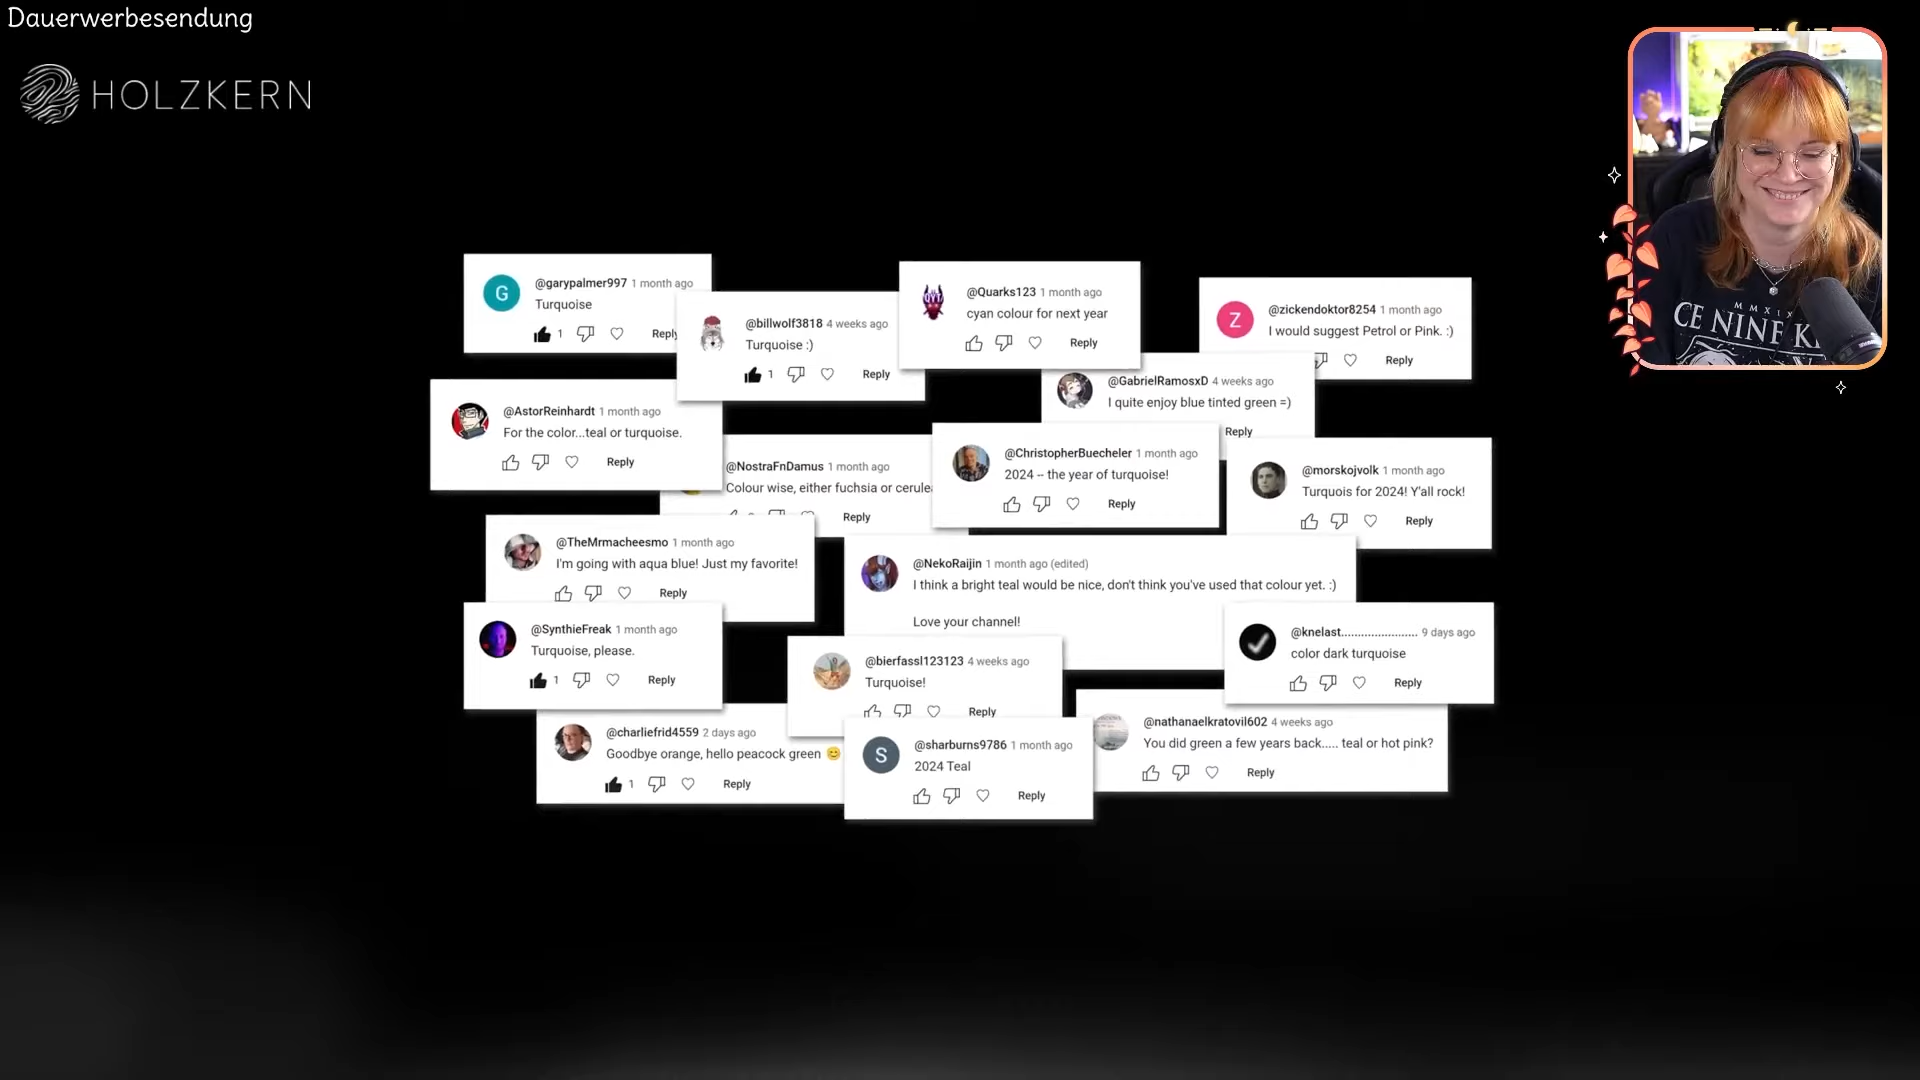 Dauerwerbesendung
HOLZKERN
@garypalmer997 1 month ago
Turquoise
1 Reply
@billwolf3818 4 weeks ago
Turquoise :)
1 Reply
@Quarks123 1 month ago
cyan colour for next year
Reply
@zickendoktor8254 1 month ago
I would suggest Petrol or Pink. :)
Reply
@GabrielRamosxD 4 weeks ago
I quite enjoy blue tinted green =)
Reply
@AstorReinhardt 1 month ago
For the color...teal or turquoise.
Reply
@NostraFnDamus 1 month ago
Colour wise, either fuchsia or
Reply
@ChristopherBuecheler 1 month ago
2024 -- the year of turquoise!
Reply
@morskojvolk 1 month ago
Turquois for 2024! Y'all rock!
Reply
@TheMrmacheesmo 1 month ago
I'm going with aqua blue! Just my favorite!
Reply
@NekoRaijin 1 month ago (edited)
I think a bright teal would be nice, don't think you've used that colour yet. :)
Love your channel!
@SynthieFreak 1 month ago
Turquoise, please.
1 Reply
@bierfassl123123 4 weeks ago
Turquoise!
Reply
@knelast....................... 9 days ago
color dark turquoise
Reply
@charliefrid4559 2 days ago
Goodbye orange, hello peacock green 😊
1 Reply
@sharburns9786 1 month ago
2024 Teal
Reply
@nathanaelkratovil602 4 weeks ago
You did green a few years back..... teal or hot pink?
Reply
MMXIX
CE NINE K